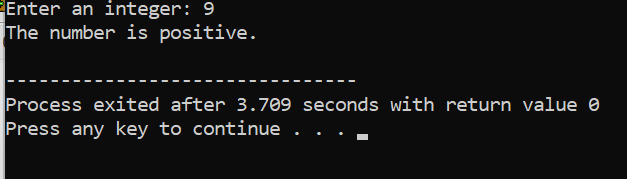 Enter an integer: 9
The number is positive.
--------------------------------
Process exited after 3.709 seconds with return value 0
Press any key to continue . . .